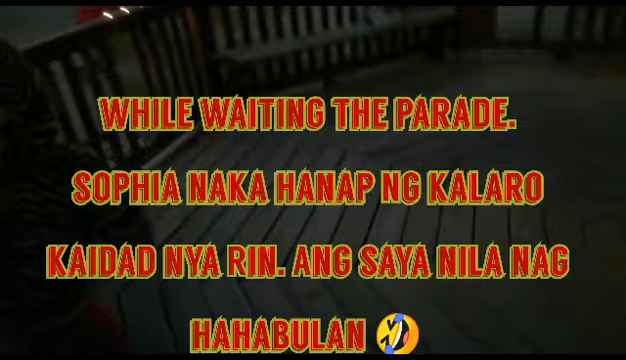 WHILE WAITING THE PARADE.
SOPHIA NAKA HANAP NG KALARO
KAIDAD NYA RIN. ANG SAYA NILA NAG
HAHABULAN 🤣